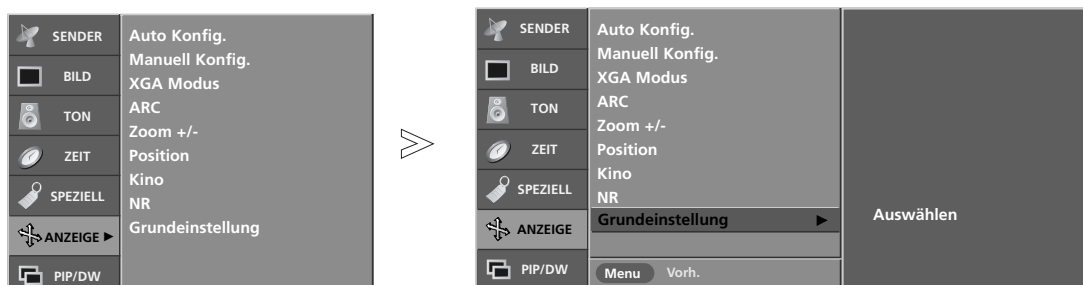 SENDER
BILD
TON
ZEIT
SPEZIELL
ANZEIGE ►
PIP/DW
Auto Konfig.
Manuell Konfig.
XGA Modus
ARC
Zoom +/-
Position
Kino
NR
Grundeinstellung
SENDER
BILD
TON
ZEIT
SPEZIELL
ANZEIGE
PIP/DW
Auto Konfig.
Manuell Konfig.
XGA Modus
ARC
Zoom +/-
Position
Kino
NR
Grundeinstellung ►
Menu Vorh.
Auswählen